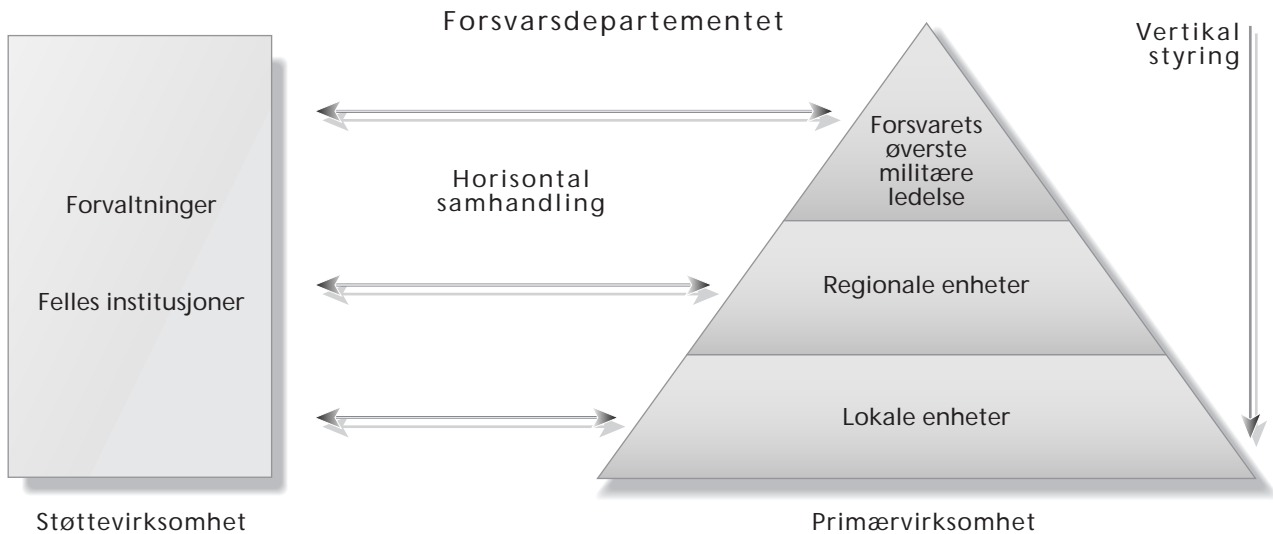 Forsvarsdepartementet
Vertikal
styring
Forsvarets
øverste
militære
ledelse
Horisontal
samhandling
Forvaltninger
Felles institusjoner
Regionale enheter
Lokale enheter
Støttevirksomhet
Primærvirksomhet